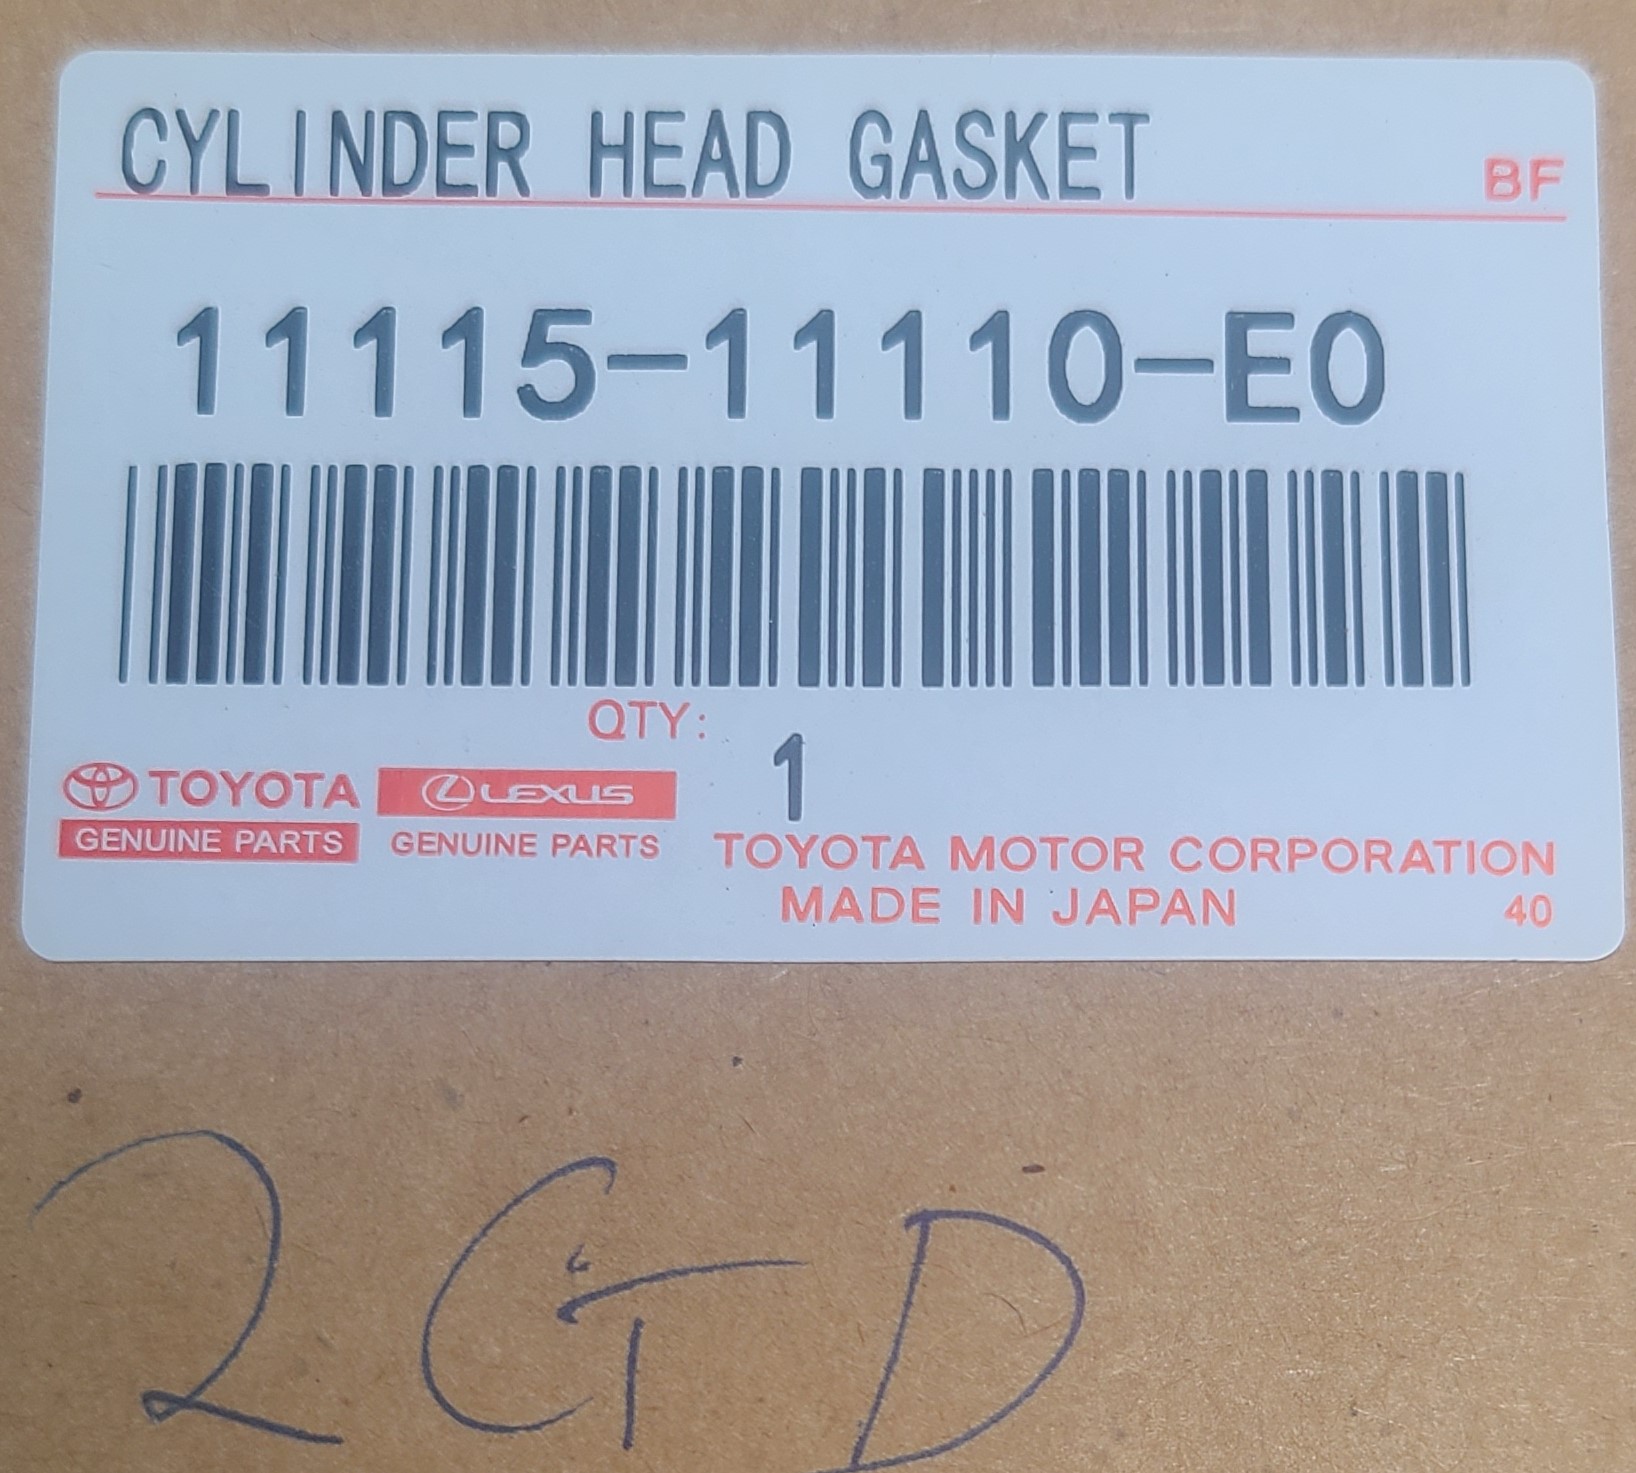 CYLINDER HEAD GASKET BF
11115-11110-E0
QTY: 1
TOYOTA LEXUS
GENUINE PARTS GENUINE PARTS
TOYOTA MOTOR CORPORATION
MADE IN JAPAN 40
2GTD